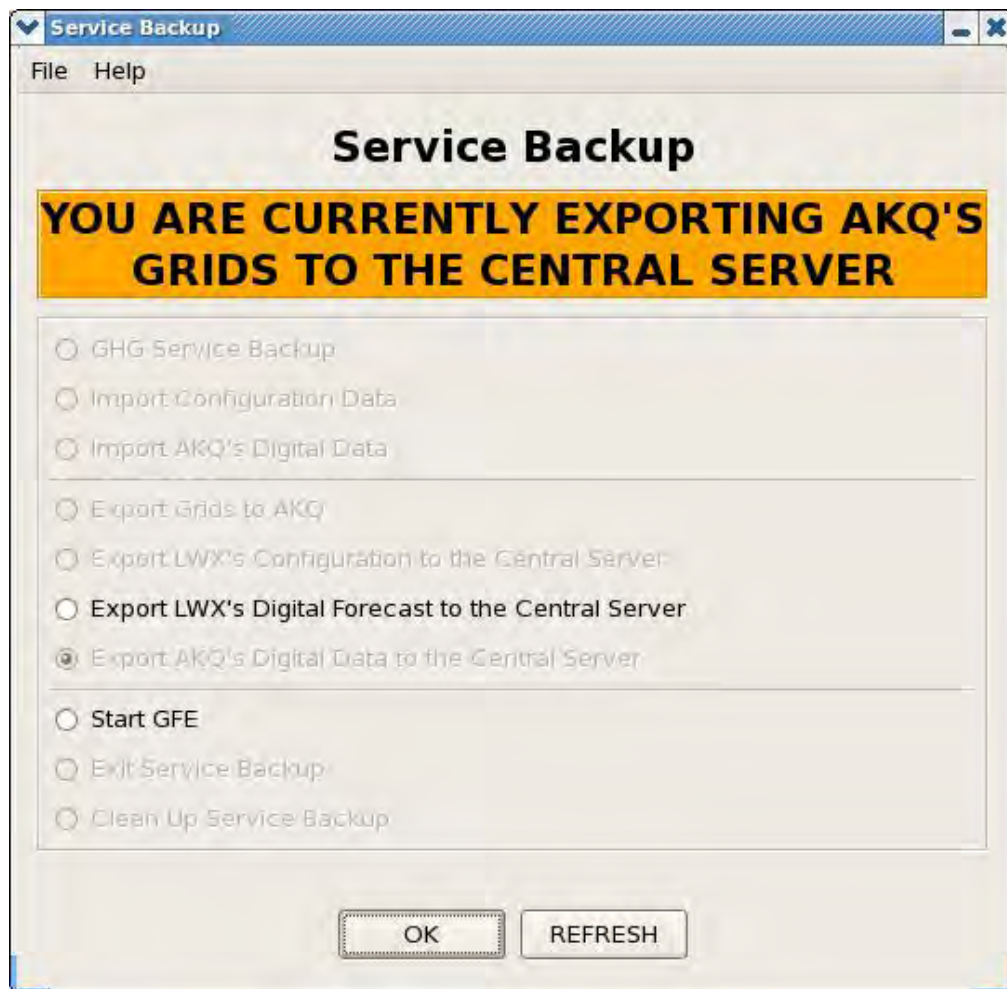 Service Backup
File Help
Service Backup
YOU ARE CURRENTLY EXPORTING AKQ'S
GRIDS TO THE CENTRAL SERVER
GHG Service Backup
Import Configuration Data
Import AKQ's Digital Data
Export Grids to AKQ
Export LWX's Configuration to the Central Server
Export LWX's Digital Forecast to the Central Server
Export AKQ's Digital Data to the Central Server
Start GFE
Exit Service Backup
Clean Up Service Backup
OK REFRESH